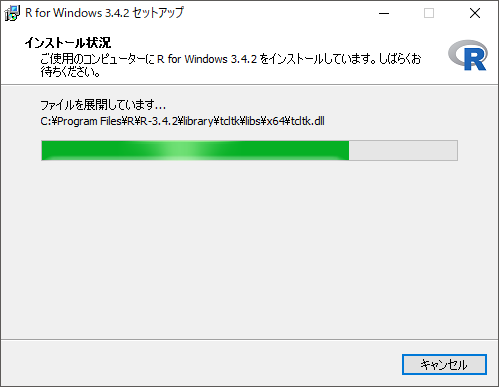 R for Windows 3.4.2 セットアップ
インストール状況
ご使用のコンピューターに R for Windows 3.4.2 をインストールしています。しばらくお
待ちください。
R
ファイルを展開しています...
C:¥Program Files¥R¥R-3.4.2¥library¥tcltk¥libs¥x64¥tcltk.dll
キャンセル